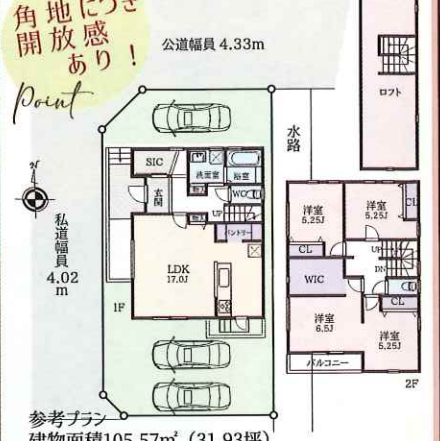 角地につき
開放感
あり!
Point
公道幅員 4.33m
水路
ロフト
N
私道幅員
4.02
m
SIC
洗面室
浴室
玄関
WC
UP
パントリー
LDK
17.0J
1F
洋室
5.25J
洋室
5.25J
CL
CL
WIC
UP
DN
CL
洋室
6.5J
洋室
5.25J
バルコニー
2F
参考プラン
建物面積105.57㎡(31.93坪)